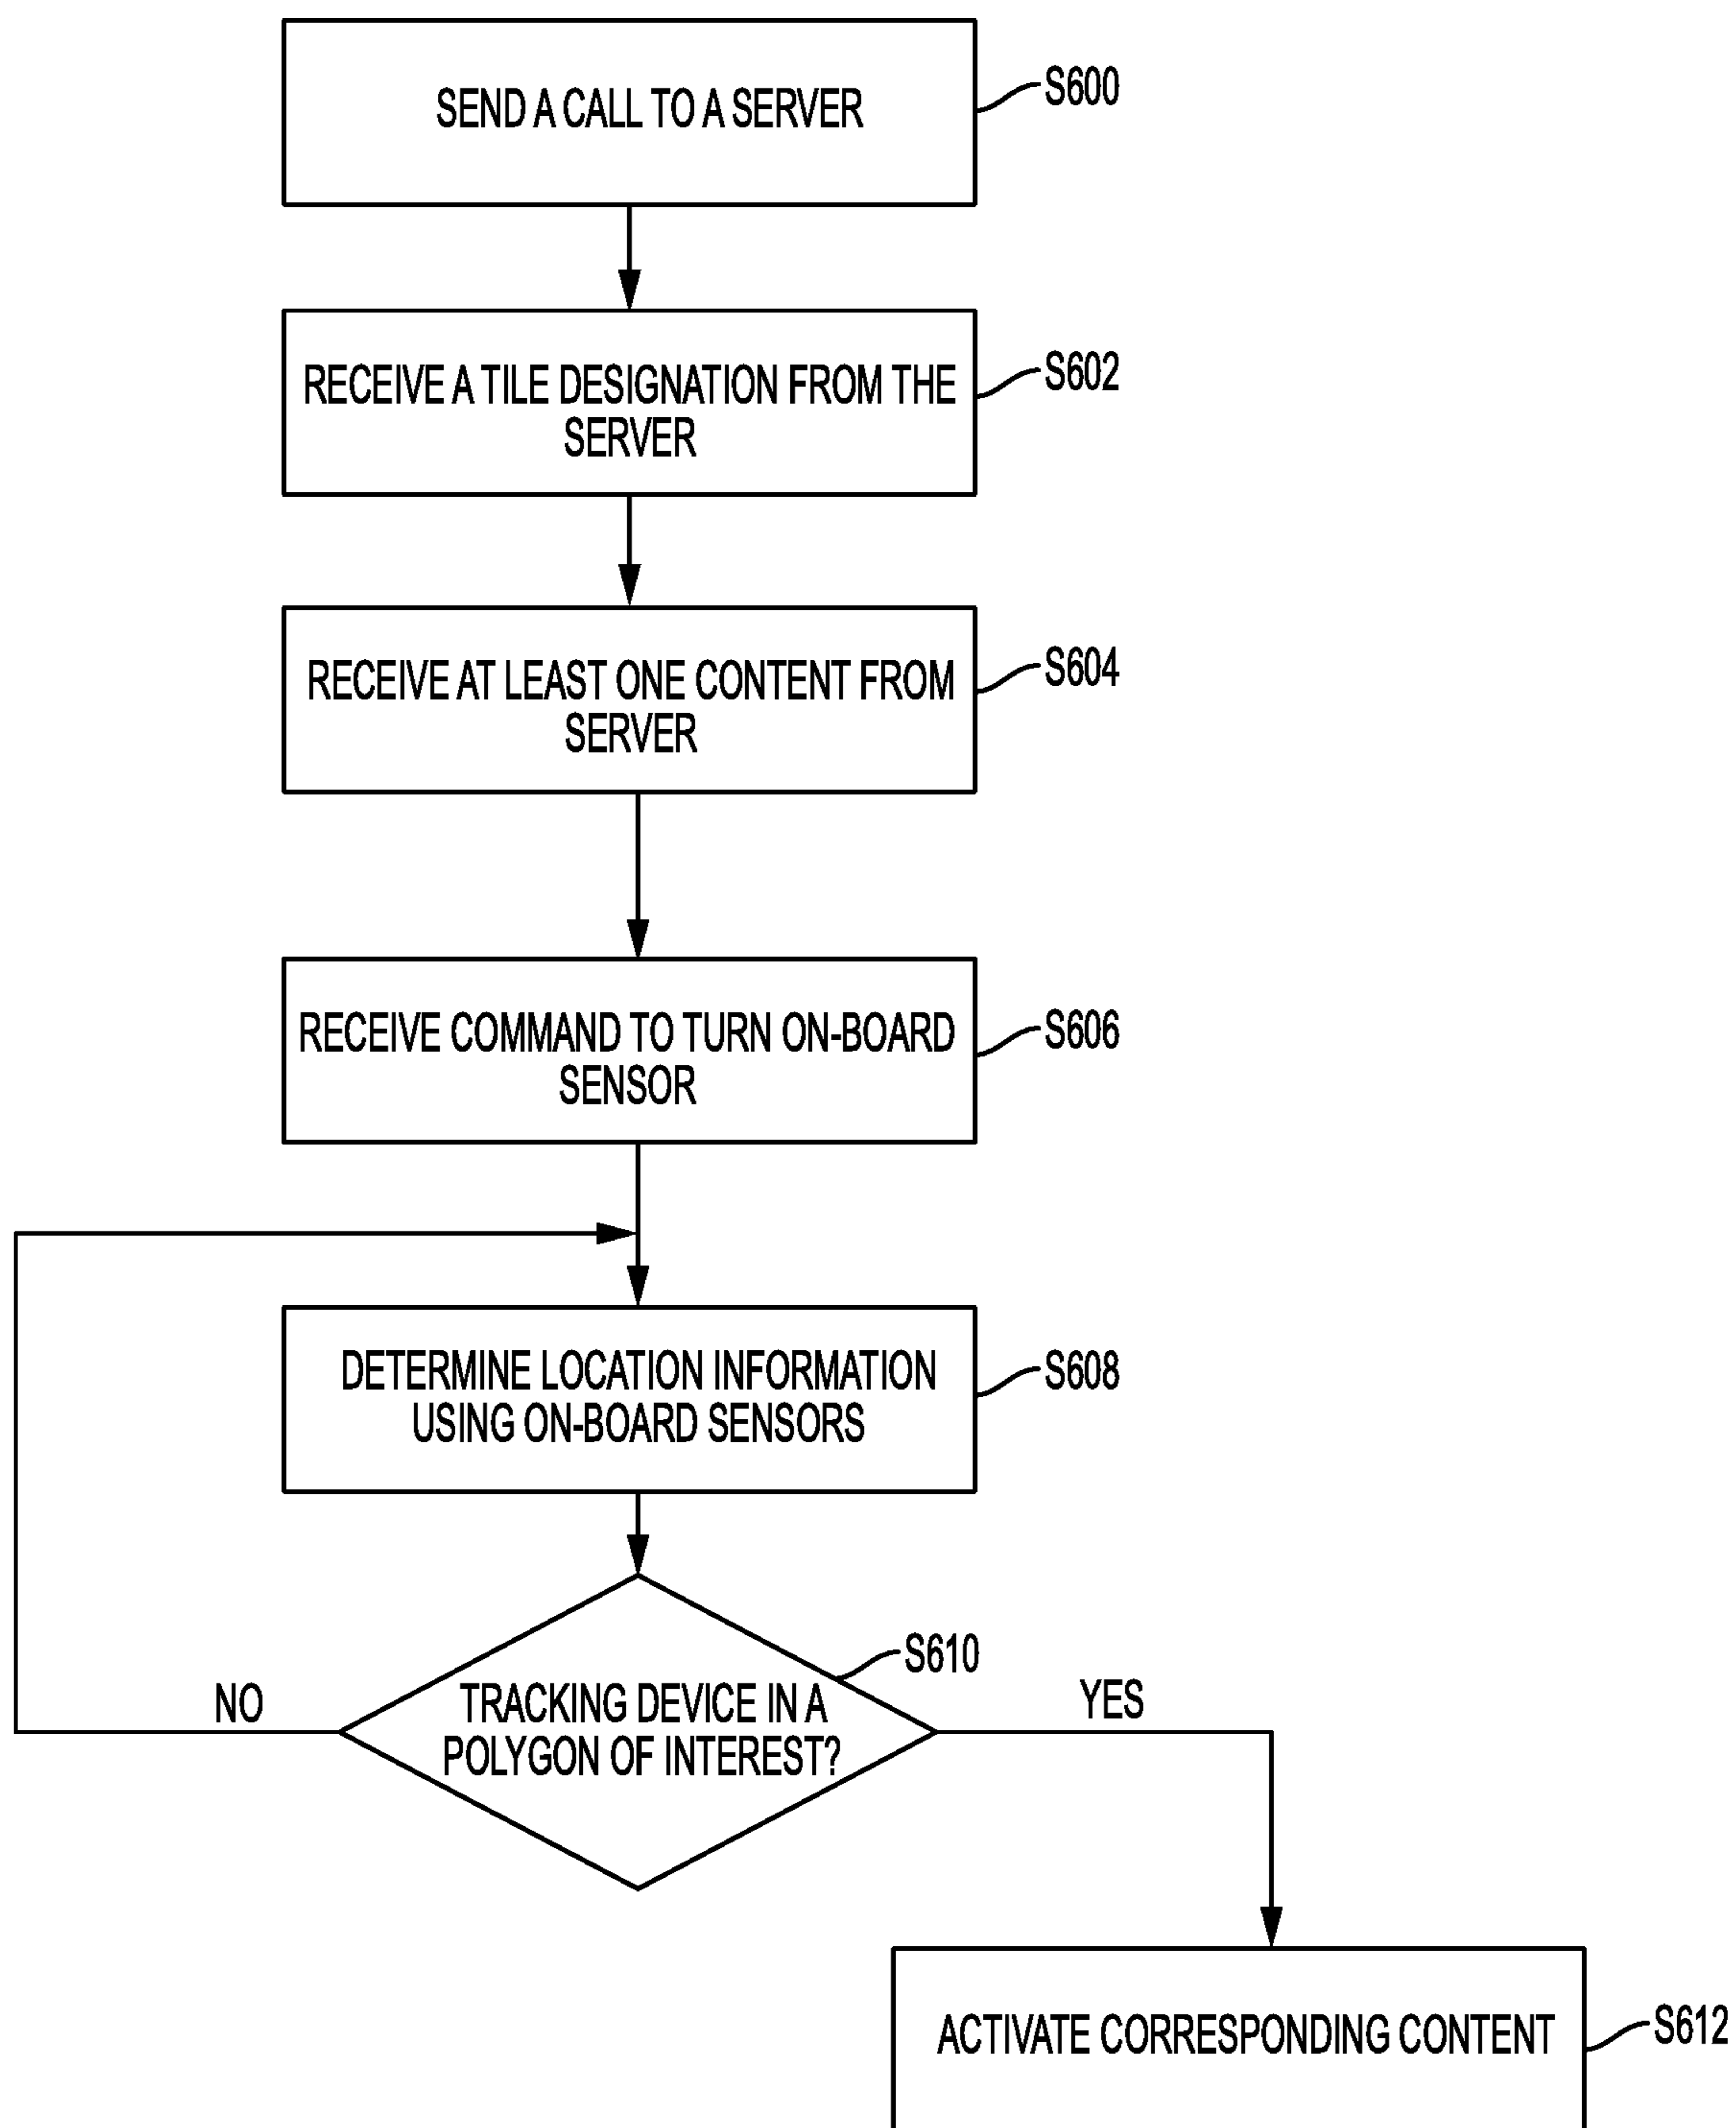 SEND A CALL TO A SERVER
S600
RECEIVE A TILE DESIGNATION FROM THE
SERVER
S602
RECEIVE AT LEAST ONE CONTENT FROM
SERVER
S604
RECEIVE COMMAND TO TURN ON-BOARD
SENSOR
S606
DETERMINE LOCATION INFORMATION
USING ON-BOARD SENSORS
S608
S610
TRACKING DEVICE IN A
POLYGON OF INTEREST?
NO
YES
ACTIVATE CORRESPONDING CONTENT
S612